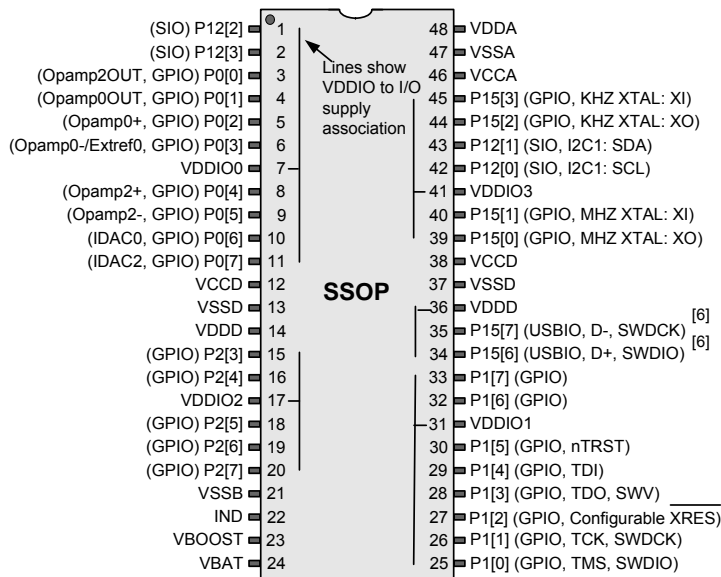 (SIO) P12[2] 1
(SIO) P12[3] 2
(Opamp2OUT, GPIO) P0[0] 3
(Opamp0OUT, GPIO) P0[1] 4
(Opamp0+, GPIO) P0[2] 5
(Opamp0-/Extref0, GPIO) P0[3] 6
VDDIO0 7
(Opamp2+, GPIO) P0[4] 8
(Opamp2-, GPIO) P0[5] 9
(IDAC0, GPIO) P0[6] 10
(IDAC2, GPIO) P0[7] 11
VCCD 12
VSSD 13
VDDD 14
(GPIO) P2[3] 15
(GPIO) P2[4] 16
VDDIO2 17
(GPIO) P2[5] 18
(GPIO) P2[6] 19
(GPIO) P2[7] 20
VSSB 21
IND 22
VBOOST 23
VBAT 24
Lines show
VDDIO to I/O
supply
association
SSOP
48 VDDA
47 VSSA
46 VCCA
45 P15[3] (GPIO, KHZ XTAL: XI)
44 P15[2] (GPIO, KHZ XTAL: XO)
43 P12[1] (SIO, I2C1: SDA)
42 P12[0] (SIO, I2C1: SCL)
41 VDDIO3
40 P15[1] (GPIO, MHZ XTAL: XI)
39 P15[0] (GPIO, MHZ XTAL: XO)
38 VCCD
37 VSSD
36 VDDD
35 P15[7] (USBIO, D-, SWDCK) [6]
34 P15[6] (USBIO, D+, SWDIO) [6]
33 P1[7] (GPIO)
32 P1[6] (GPIO)
31 VDDIO1
30 P1[5] (GPIO, nTRST)
29 P1[4] (GPIO, TDI)
28 P1[3] (GPIO, TDO, SWV)
27 P1[2] (GPIO, Configurable XRES)
26 P1[1] (GPIO, TCK, SWDCK)
25 P1[0] (GPIO, TMS, SWDIO)